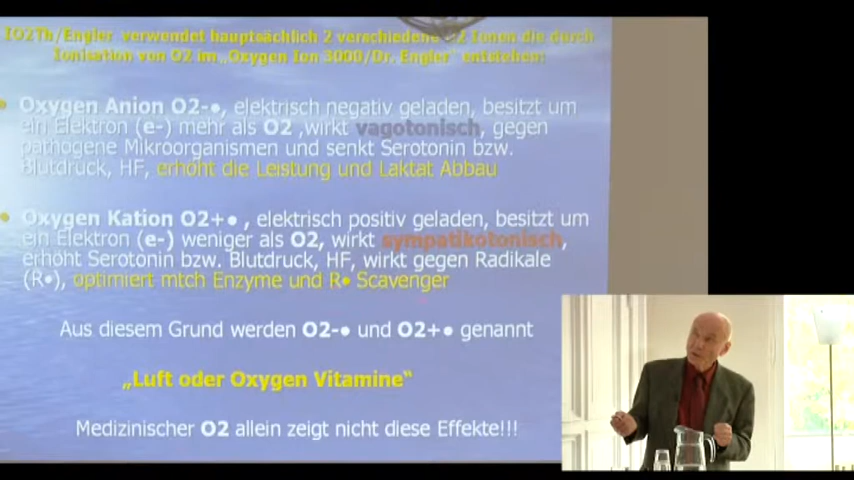 IO2Th/Engler verwendet hauptsächlich 2 verschiedene O2 Ionen die durch
Ionisation von O2 im „Oxygen Ion 3000/Dr. Engler" entstehen:
• Oxygen Anion O2-•, elektrisch negativ geladen, besitzt um
ein Elektron (e-) mehr als O2 ,wirkt vagotonisch, gegen
pathogene Mikroorganismen und senkt Serotonin bzw.
Blutdruck, HF, erhöht die Leistung und Laktat Abbau
• Oxygen Kation O2+• , elektrisch positiv geladen, besitzt um
ein Elektron (e-) weniger als O2, wirkt sympatikotonisch,
erhöht Serotonin bzw. Blutdruck, HF, wirkt gegen Radikale
(R•), optimiert mtch Enzyme und R• Scavenger
Aus diesem Grund werden O2-• und O2+• genannt
„Luft oder Oxygen Vitamine"
Medizinischer O2 allein zeigt nicht diese Effekte!!!